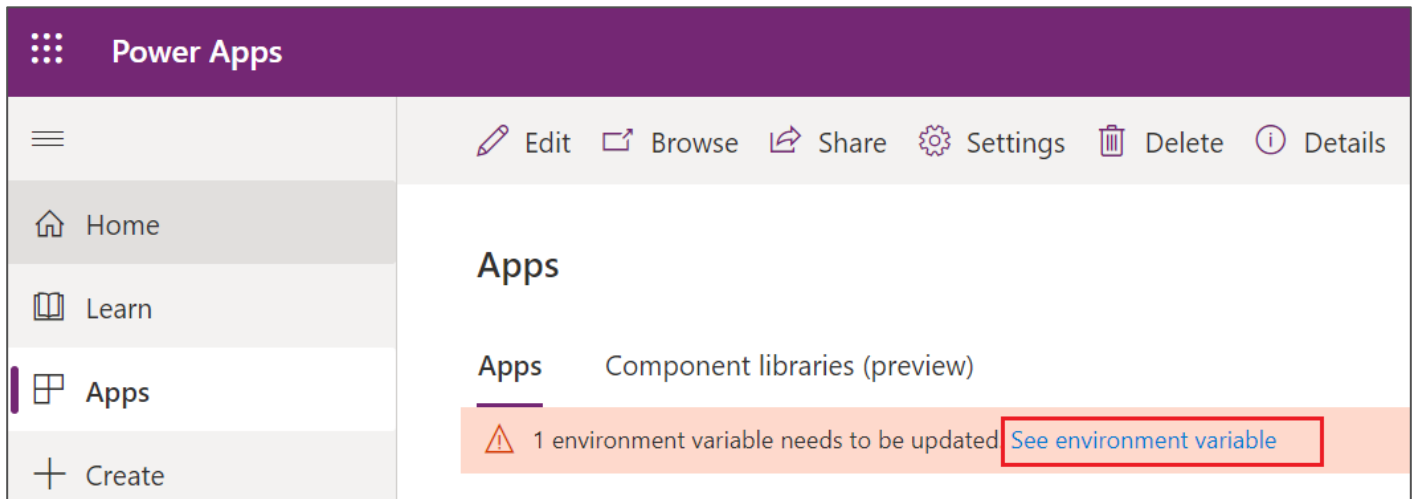 Power Apps
Edit Browse Share Settings Delete Details
Home
Learn
Apps
Create
Apps
Apps Component libraries (preview)
1 environment variable needs to be updated. See environment variable